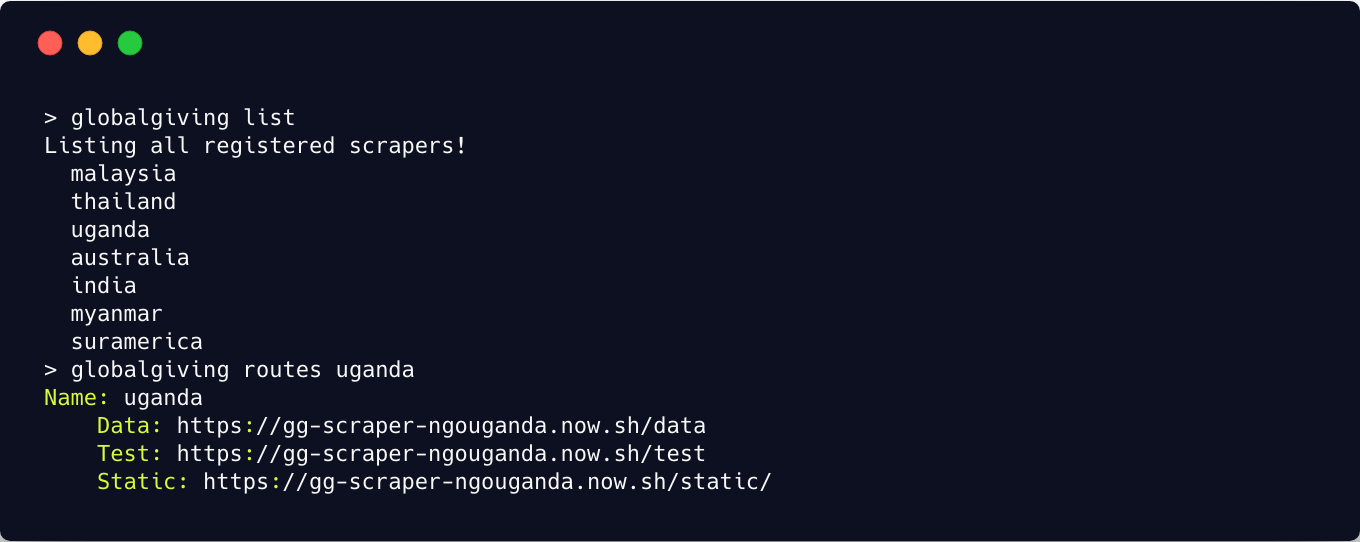 > globalgiving list
Listing all registered scrapers!
  malaysia
  thailand
  uganda
  australia
  india
  myanmar
  suramerica
> globalgiving routes uganda
Name: uganda
    Data: https://gg-scraper-ngouganda.now.sh/data
    Test: https://gg-scraper-ngouganda.now.sh/test
    Static: https://gg-scraper-ngouganda.now.sh/static/